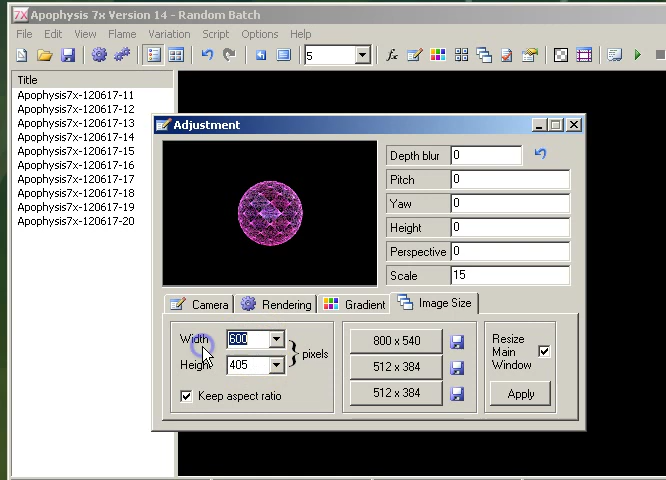 7X Apophysis 7x Version 14 - Random Batch
File Edit View Flame Variation Script Options Help
5
fx
Title
Apophysis7x-120617-11
Apophysis7x-120617-12
Apophysis7x-120617-13
Apophysis7x-120617-14
Apophysis7x-120617-15
Apophysis7x-120617-16
Apophysis7x-120617-17
Apophysis7x-120617-18
Apophysis7x-120617-19
Apophysis7x-120617-20
Adjustment
Depth blur 0
Pitch 0
Yaw 0
Height 0
Perspective 0
Scale 15
Camera Rendering Gradient Image Size
Width 600
Height 405
pixels
Keep aspect ratio
800 x 540
512 x 384
512 x 384
Resize
Main
Window
Apply